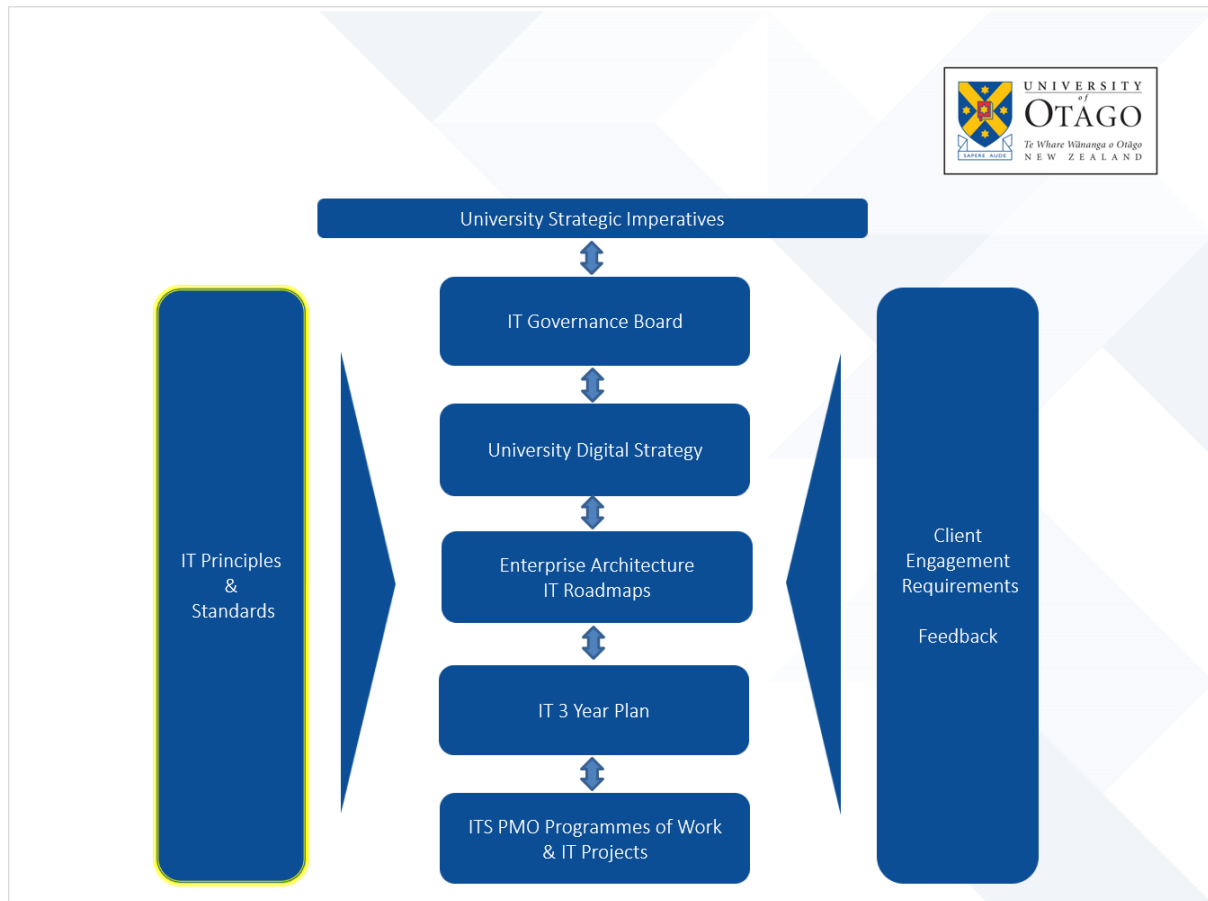 UNIVERSITY
of
OTAGO
Te Whare Wānanga o Otāgo
NEW ZEALAND
SAPERE AUDE
University Strategic Imperatives
IT Governance Board
University Digital Strategy
Enterprise Architecture
IT Roadmaps
IT 3 Year Plan
ITS PMO Programmes of Work
& IT Projects
IT Principles
&
Standards
Client
Engagement
Requirements
Feedback